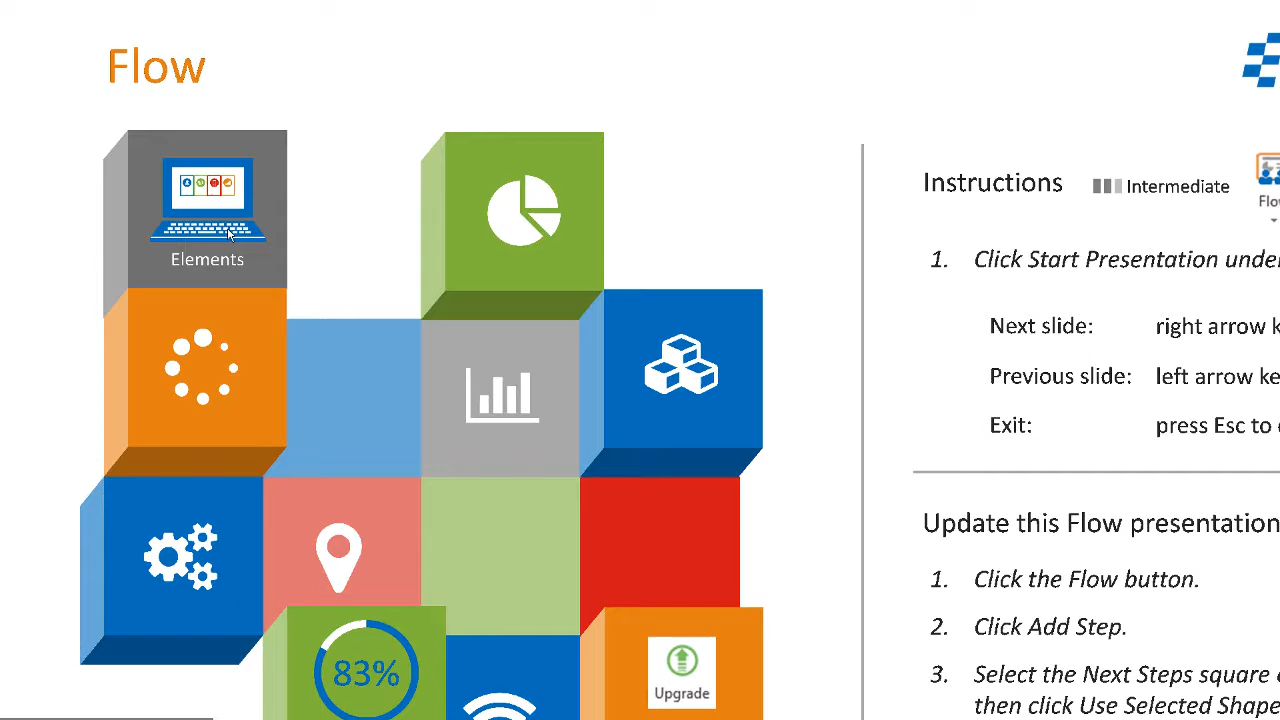 Flow
Elements
83%
Upgrade
Instructions
Intermediate
1. Click Start Presentation
Next slide: right arrow
Previous slide: left arrow
Exit: press Esc to
Update this Flow presentation
1. Click the Flow button.
2. Click Add Step.
3. Select the Next Steps square
then click Use Selected Shape